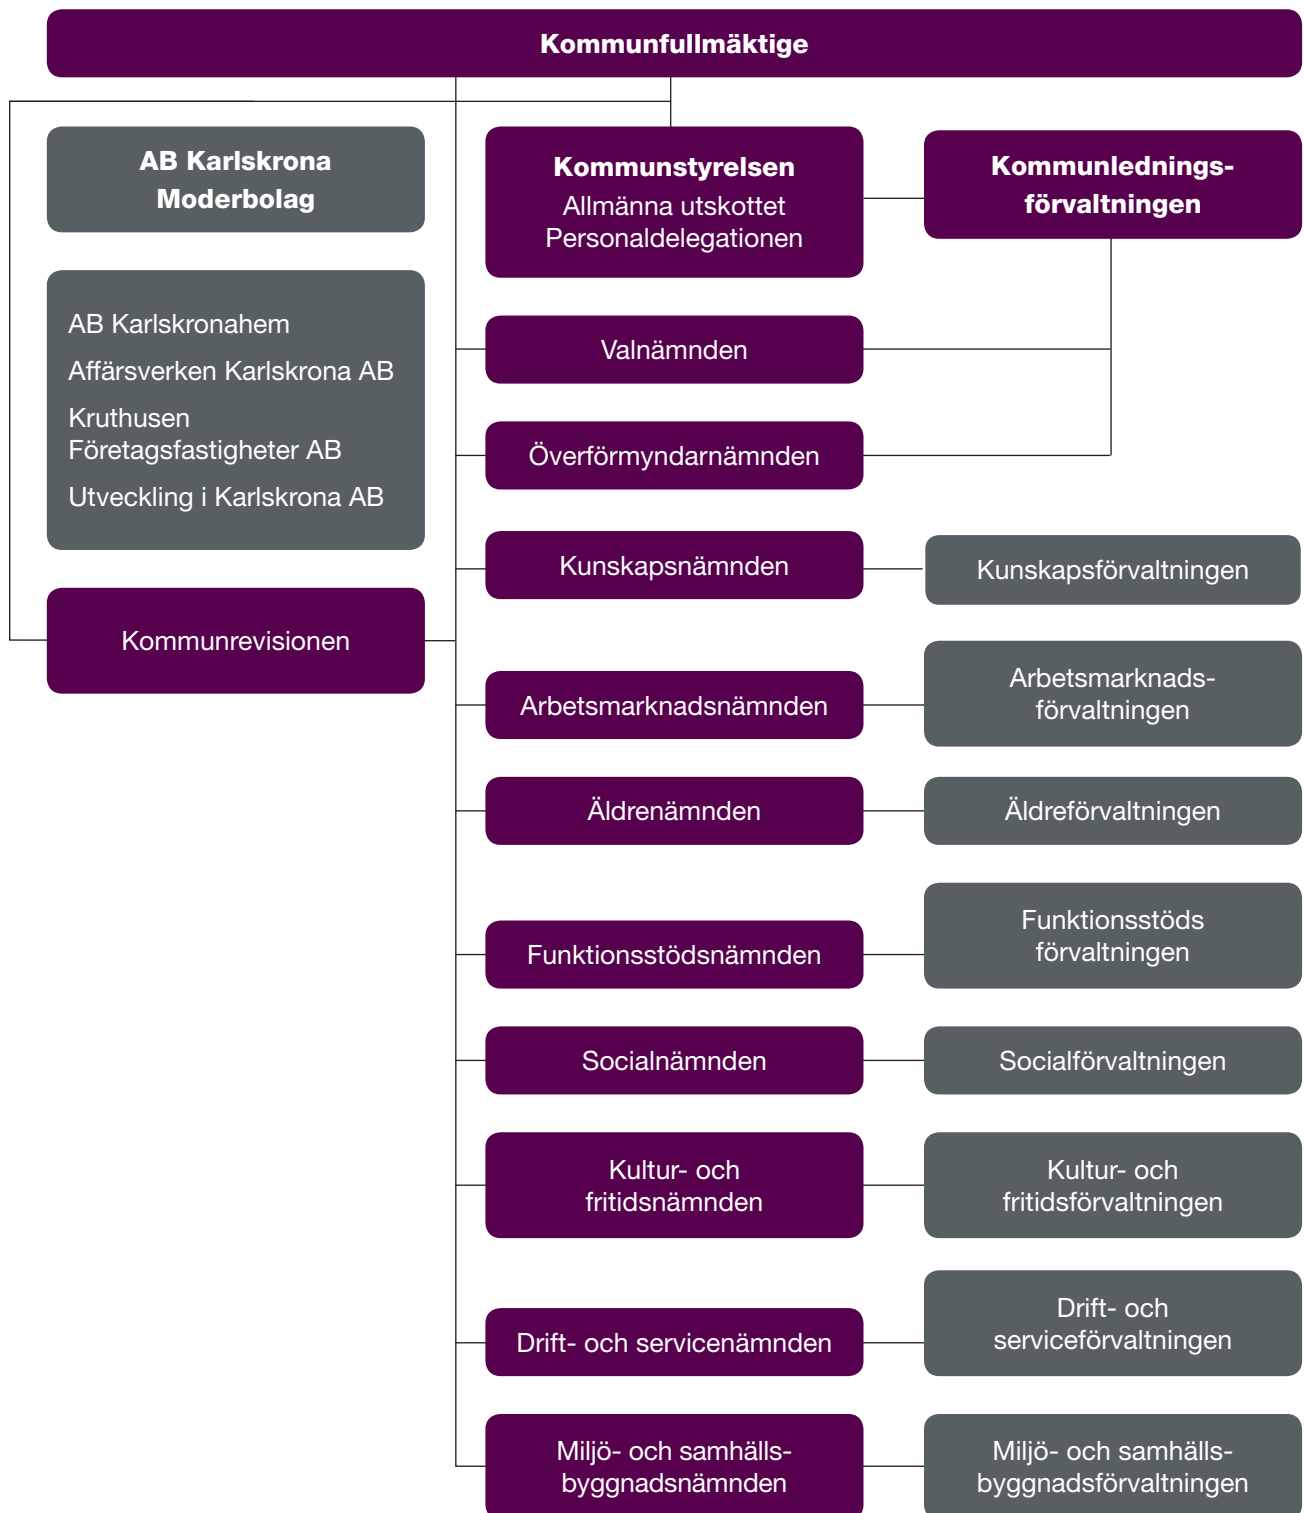 Kommunfullmäktige
AB Karlskrona
Moderbolag
Kommunstyrelsen
Allmänna utskottet
Personaldelegationen
Kommunlednings-
förvaltningen
AB Karlskronahem
Affärsverken Karlskrona AB
Kruthusen
Företagsfastigheter AB
Utveckling i Karlskrona AB
Kommunrevisionen
Valnämnden
Överförmyndarnämnden
Kunskapsnämnden
Kunskapsförvaltningen
Arbetsmarknadsnämnden
Arbetsmarknads-
förvaltningen
Äldrenämnden
Äldreförvaltningen
Funktionsstödsnämnden
Funktionsstöds
förvaltningen
Socialnämnden
Socialförvaltningen
Kultur- och
fritidsnämnden
Kultur- och
fritidsförvaltningen
Drift- och servicenämnden
Drift- och
serviceförvaltningen
Miljö- och samhälls-
byggnadsnämnden
Miljö- och samhälls-
byggnadsförvaltningen